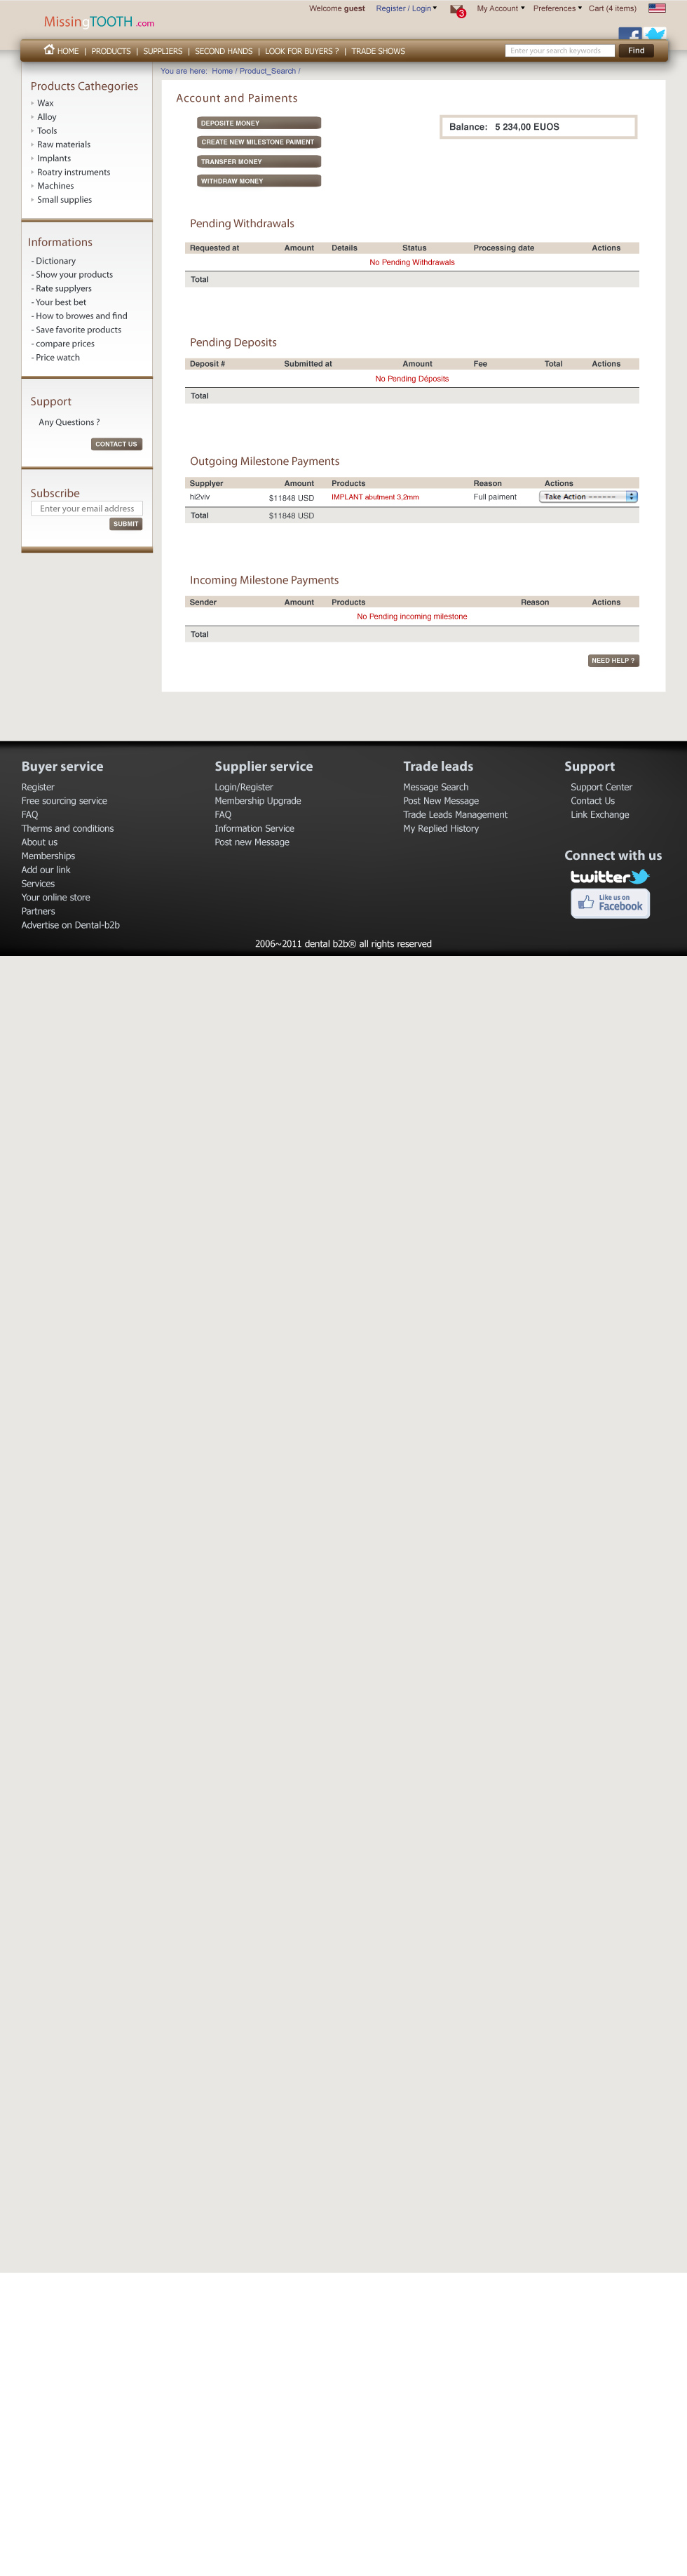 Welcome guest Register / Login 3 My Account Preferences Cart (4 items)
MissingTOOTH .com
HOME | PRODUCTS | SUPPLIERS | SECOND HANDS | LOOK FOR BUYERS ? | TRADE SHOWS Enter your search keywords Find
You are here: Home / Product_Search /
Products Cathegories
Wax
Alloy
Tools
Raw materials
Implants
Roatry instruments
Machines
Small supplies
Informations
- Dictionary
- Show your products
- Rate supplyers
- Your best bet
- How to browes and find
- Save favorite products
- compare prices
- Price watch
Support
Any Questions ?
CONTACT US
Subscribe
Enter your email address
SUBMIT
Account and Paiments
DEPOSITE MONEY
CREATE NEW MILESTONE PAIMENT
TRANSFER MONEY
WITHDRAW MONEY
Balance: 5 234,00 EUOS
Pending Withdrawals
Requested at Amount Details Status Processing date Actions
No Pending Withdrawals
Total
Pending Deposits
Deposit # Submitted at Amount Fee Total Actions
No Pending Déposits
Total
Outgoing Milestone Payments
Supplyer Amount Products Reason Actions
hi2viv $11848 USD IMPLANT abutment 3,2mm Full paiment Take Action ------
Total $11848 USD
Incoming Milestone Payments
Sender Amount Products Reason Actions
No Pending incoming milestone
Total
NEED HELP ?
Buyer service
Register
Free sourcing service
FAQ
Therms and conditions
About us
Memberships
Add our link
Services
Your online store
Partners
Advertise on Dental-b2b
Supplier service
Login/Register
Membership Upgrade
FAQ
Information Service
Post new Message
Trade leads
Message Search
Post New Message
Trade Leads Management
My Replied History
Support
Support Center
Contact Us
Link Exchange
Connect with us
twitter
Like us on
Facebook
2006~2011 dental b2b® all rights reserved